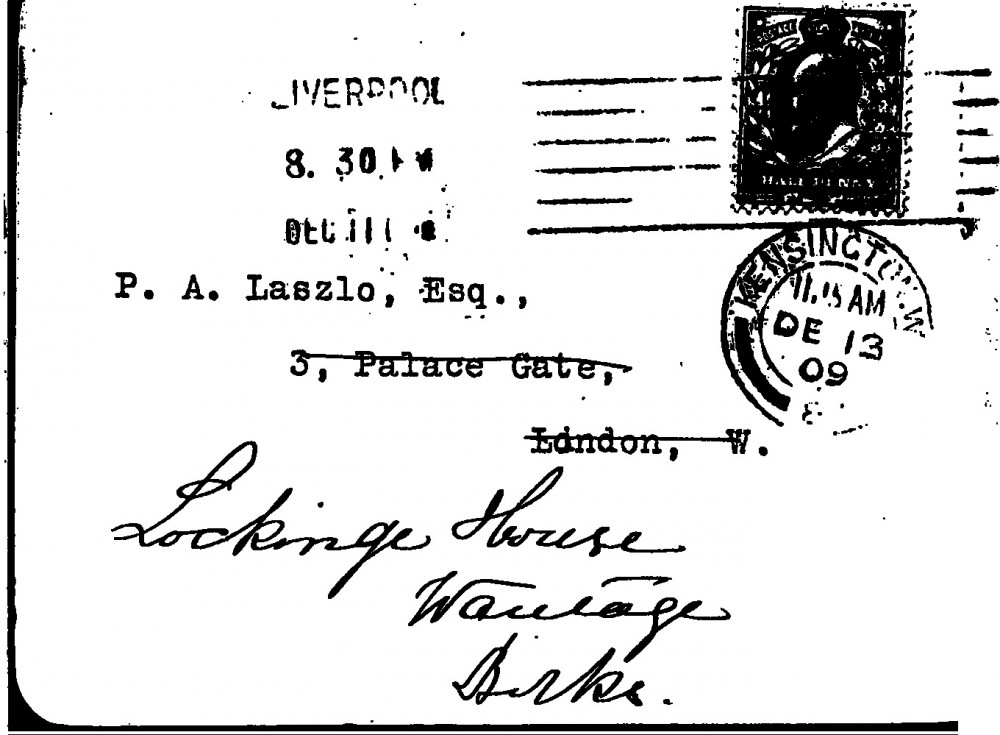 POSTAGE
HALF PENNY
LIVERPOOL
8. 30
KENSINGTON. W
11.15 AM
DE 13
09
P. A. Laszlo, Esq.,
3, Palace Gate,
London, W.
Lockinge House
Wantage
Berks.